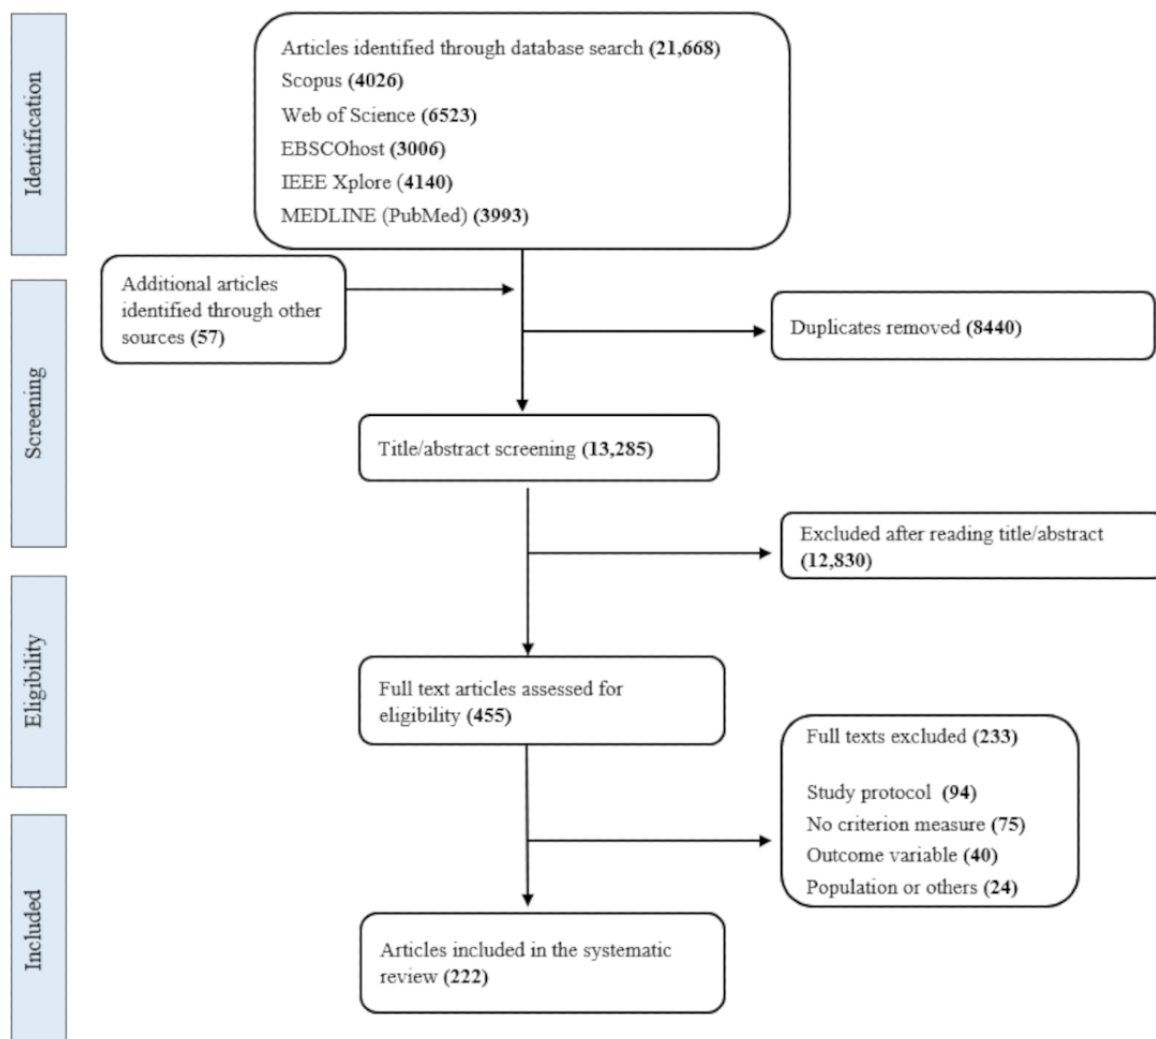 Identification
Articles identified through database search (21,668)
Scopus (4026)
Web of Science (6523)
EBSCOhost (3006)
IEEE Xplore (4140)
MEDLINE (PubMed) (3993)
Additional articles
identified through other
sources (57)
Duplicates removed (8440)
Screening
Title/abstract screening (13,285)
Excluded after reading title/abstract
(12,830)
Eligibility
Full text articles assessed for
eligibility (455)
Full texts excluded (233)
Study protocol (94)
No criterion measure (75)
Outcome variable (40)
Population or others (24)
Included
Articles included in the systematic
review (222)